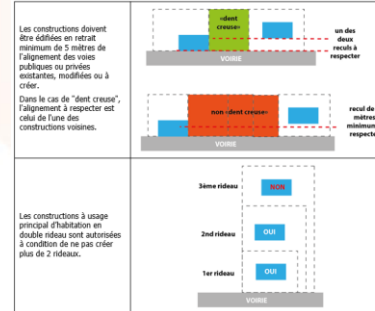 Les constructions doivent
être édifiées en retrait
minimum de 5 mètres de
l'alignement des voies
publiques ou privées
existantes, modifiées ou à
créer.
Dans le cas de "dent creuse",
l'alignement à respecter est
celui de l'une des
constructions voisines.
«dent
creuse»
un des
deux
reculs à
respecter
VOIRIE
non «dent creuse»
recul de
mètres
minimum
respecte
VOIRIE
Les constructions à usage
principal d'habitation en
double rideau sont autorisées
à condition de ne pas créer
plus de 2 rideaux.
3ème rideau
NON
2nd rideau
OUI
1er rideau
OUI
VOIRIE